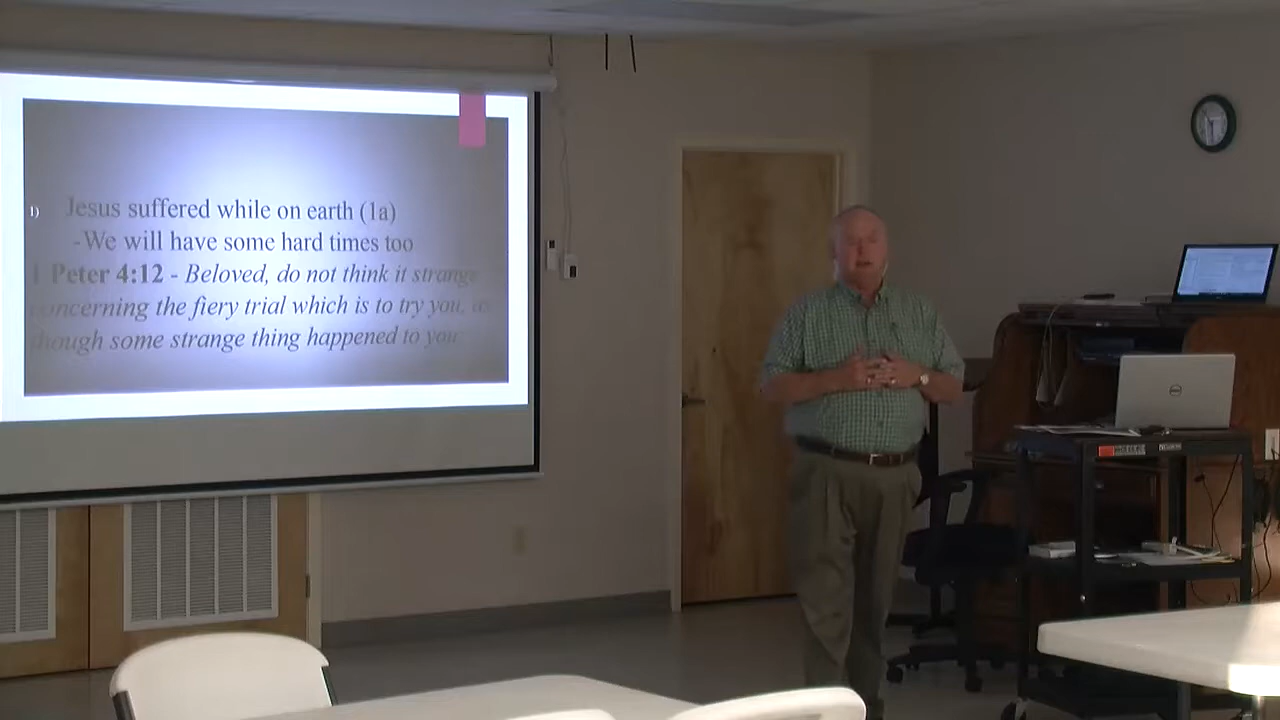 1) Jesus suffered while on earth (1a)
-We will have some hard times too
1 Peter 4:12 - Beloved, do not think it strange
concerning the fiery trial which is to try you, as
though some strange thing happened to you
DELL